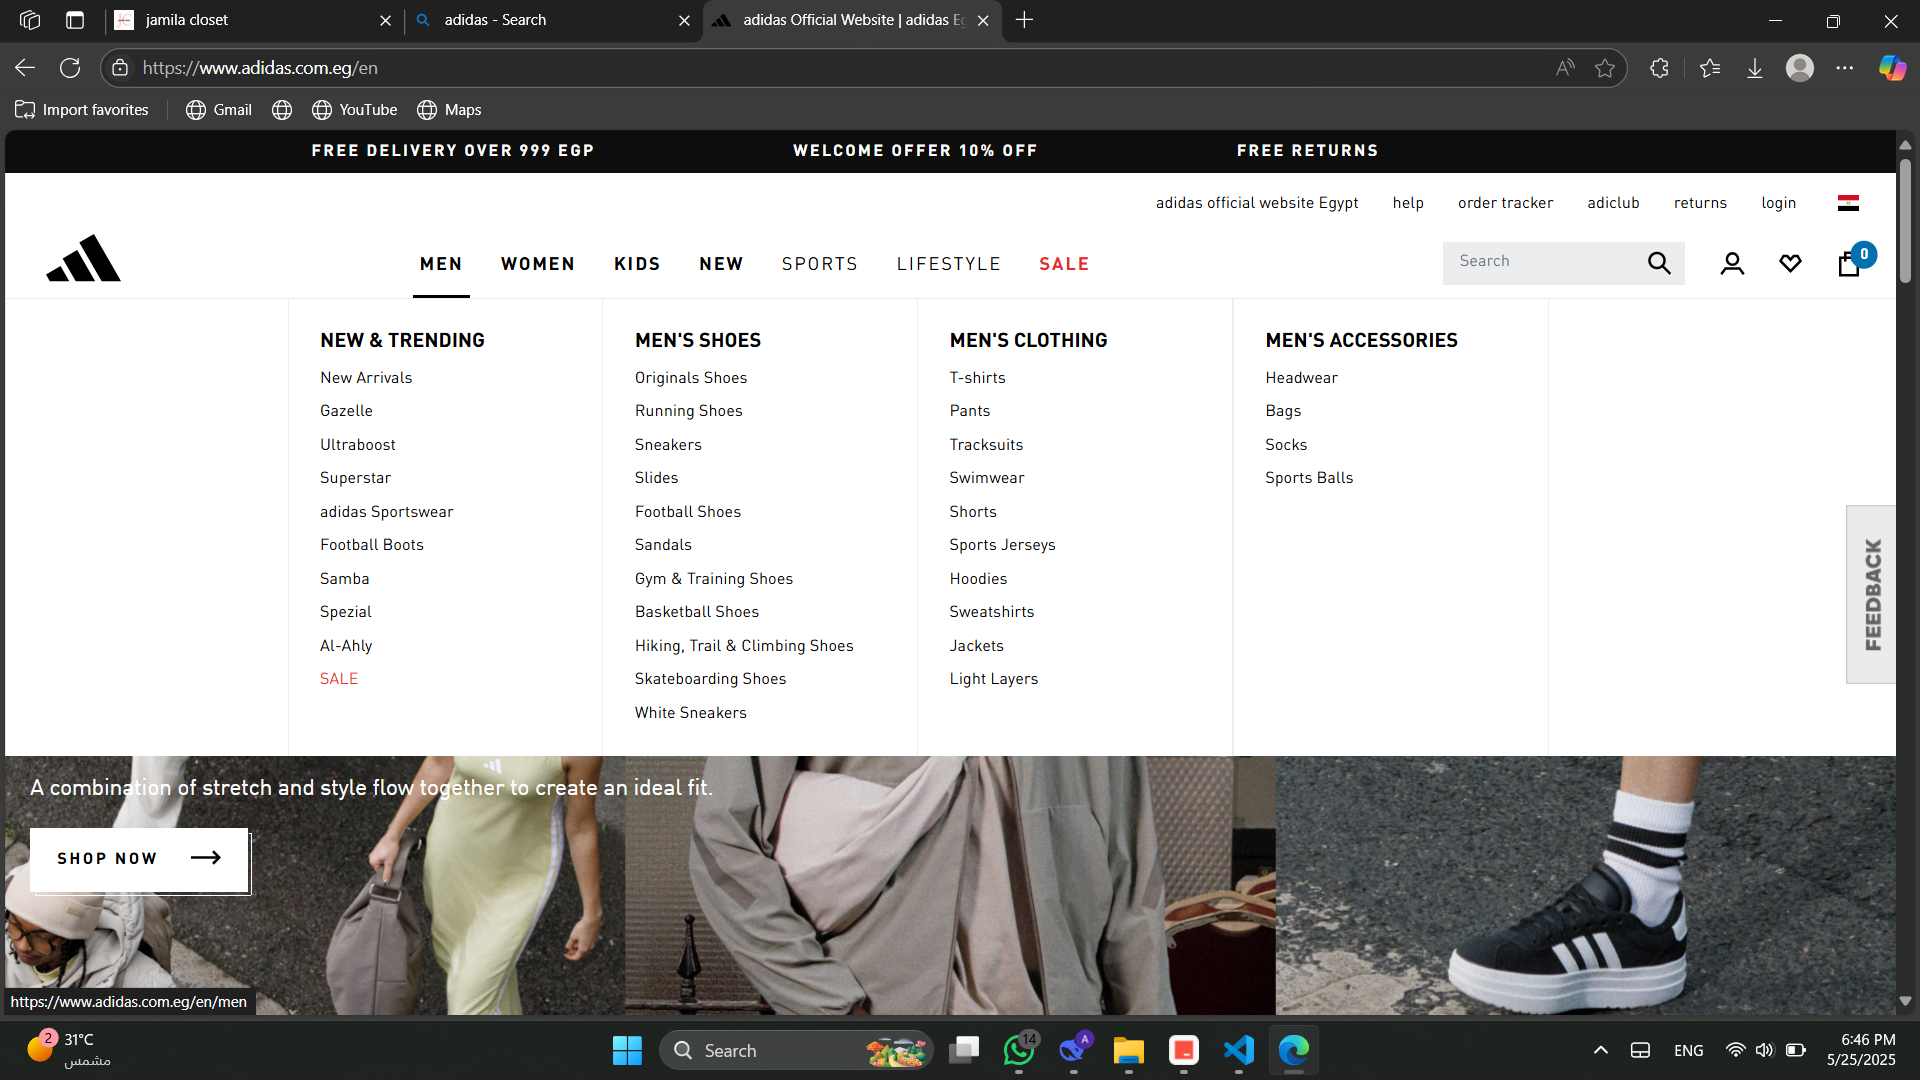 jamila closet
adidas - Search
adidas Official Website | adidas Eg
https://www.adidas.com.eg/en
Import favorites
Gmail
YouTube
Maps
FREE DELIVERY OVER 999 EGP
WELCOME OFFER 10% OFF
FREE RETURNS
adidas official website Egypt
help
order tracker
adiclub
returns
login
MEN
WOMEN
KIDS
NEW
SPORTS
LIFESTYLE
SALE
Search
0
NEW & TRENDING
New Arrivals
Gazelle
Ultraboost
Superstar
adidas Sportswear
Football Boots
Samba
Spezial
Al-Ahly
SALE
MEN'S SHOES
Originals Shoes
Running Shoes
Sneakers
Slides
Football Shoes
Sandals
Gym & Training Shoes
Basketball Shoes
Hiking, Trail & Climbing Shoes
Skateboarding Shoes
White Sneakers
MEN'S CLOTHING
T-shirts
Pants
Tracksuits
Swimwear
Shorts
Sports Jerseys
Hoodies
Sweatshirts
Jackets
Light Layers
MEN'S ACCESSORIES
Headwear
Bags
Socks
Sports Balls
FEEDBACK
A combination of stretch and style flow together to create an ideal fit.
SHOP NOW
https://www.adidas.com.eg/en/men
2
31°C
مشمس
Search
14
A
ENG
6:46 PM
5/25/2025